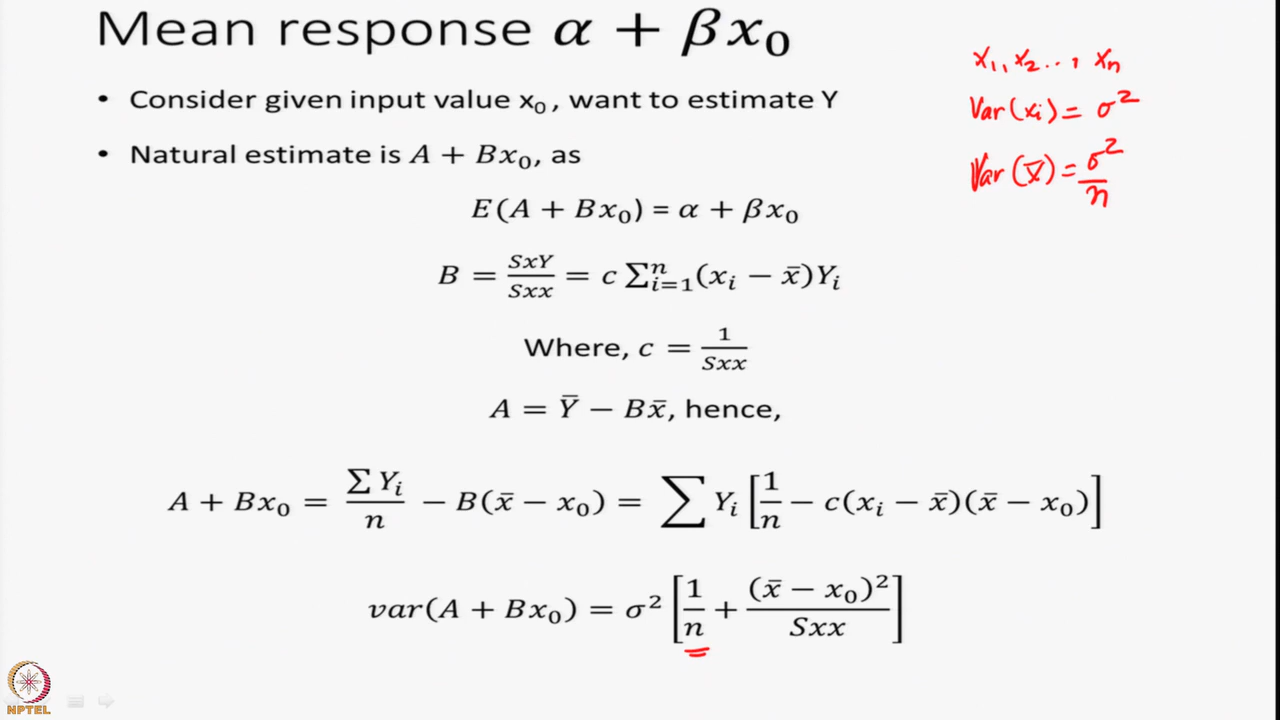 Mean response α + βx₀
• Consider given input value x₀ , want to estimate Y
• Natural estimate is A + Bx₀, as
E(A + Bx₀) = α + βx₀
B = SxY/Sxx = c ∑ⁿᵢ₌₁(xᵢ − x̄)Yᵢ
Where, c = 1/Sxx
A = Ȳ − Bx̄, hence,
A + Bx₀ = ∑ Yᵢ/n − B(x̄ − x₀) = ∑ Yᵢ [1/n − c(xᵢ − x̄)(x̄ − x₀)]
var(A + Bx₀) = σ² [1/n + (x̄ − x₀)²/Sxx]
x₁, x₂ .. , xₙ
Var(xᵢ) = σ²
Var(x̄) = σ²/n
NPTEL